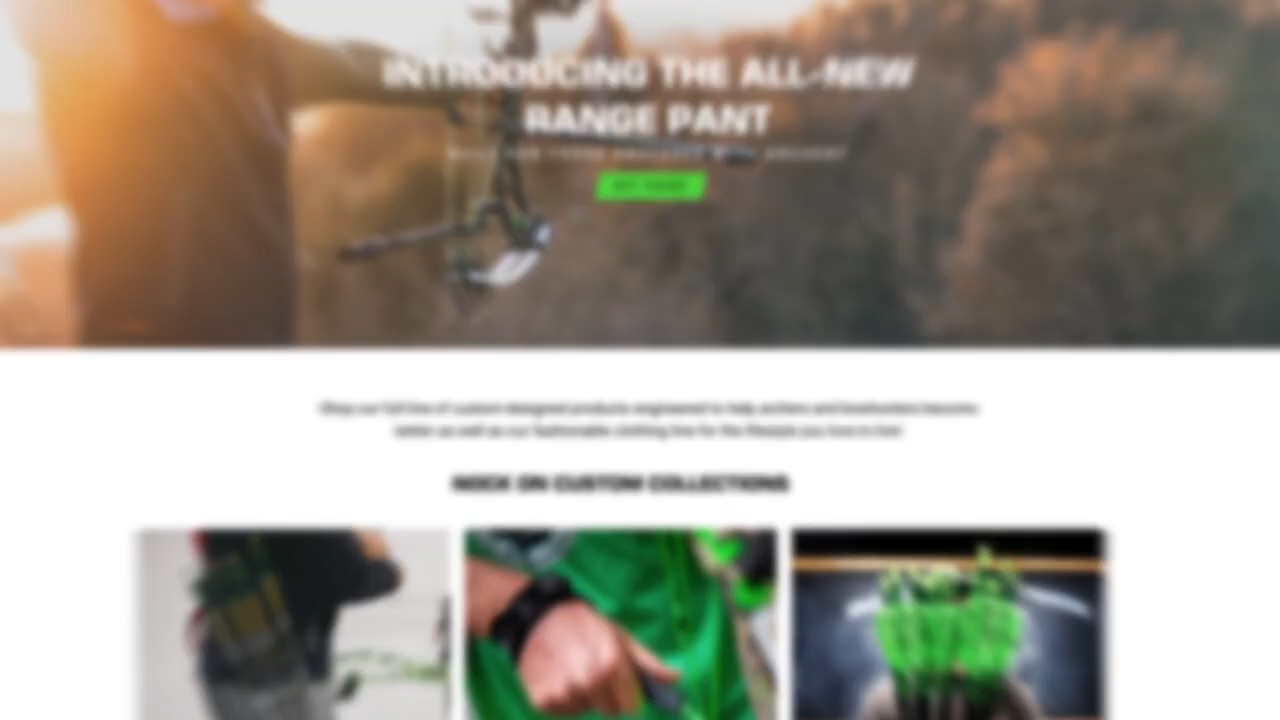 INTRODUCING THE ALL-NEW
RANGE PANT
Shop our full line of custom designed products engineered to help archers and bowhunters become
better as well as our fashionable clothing line for the lifestyle you love to live!
NOCK ON CUSTOM COLLECTIONS